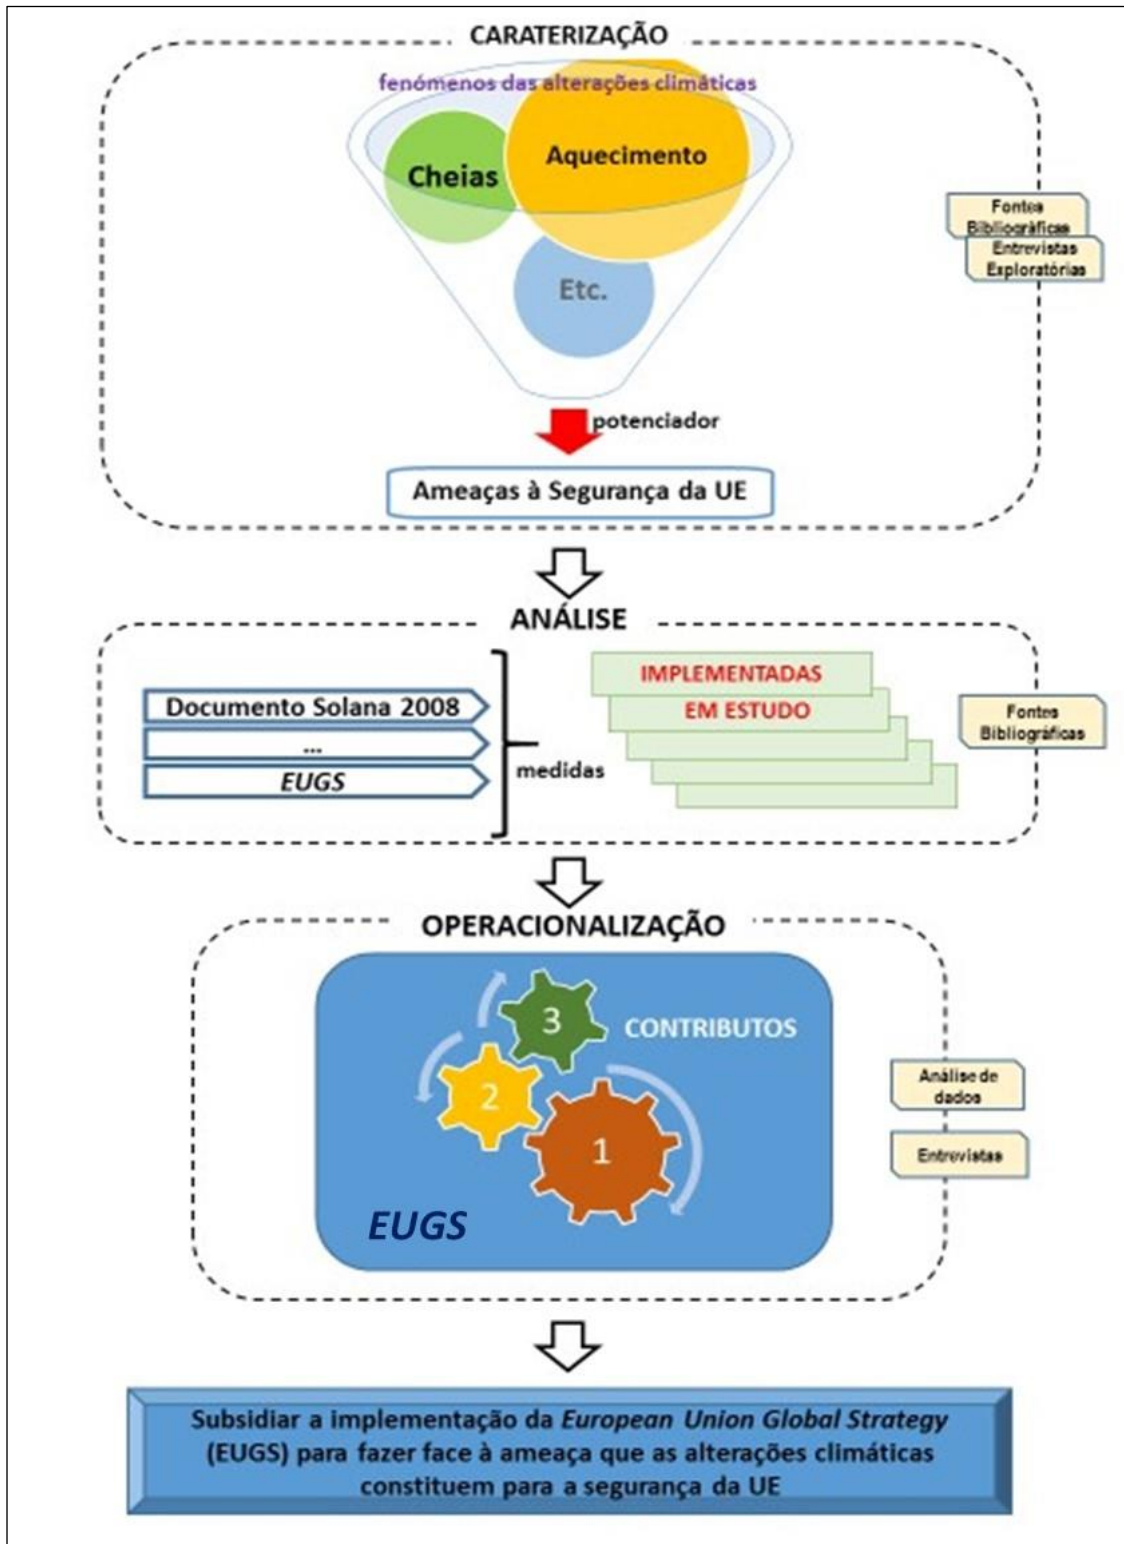 CARATERIZAÇÃO
fenómenos das alterações climáticas
Cheias
Aquecimento
Etc.
Fontes
Bibliográficas
Entrevistas
Exploratórias
potenciador
Ameaças à Segurança da UE
ANÁLISE
Documento Solana 2008
...
EUGS
medidas
IMPLEMENTADAS
EM ESTUDO
Fontes
Bibliográficas
OPERACIONALIZAÇÃO
3
CONTRIBUTOS
2
1
EUGS
Análise de
dados
Entrevistas
Subsidiar a implementação da European Union Global Strategy
(EUGS) para fazer face à ameaça que as alterações climáticas
constituem para a segurança da UE